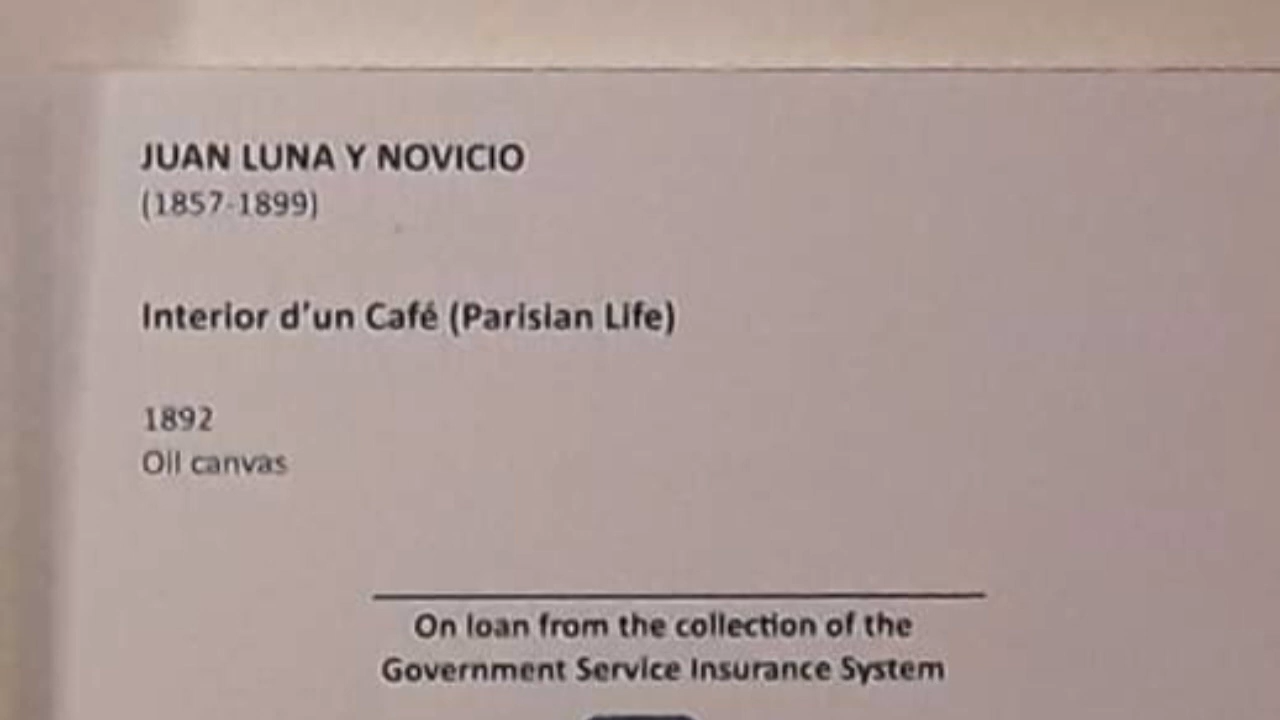 JUAN LUNA Y NOVICIO
(1857-1899)
Interior d'un Café (Parisian Life)
1892
Oil canvas
On loan from the collection of the
Government Service Insurance System